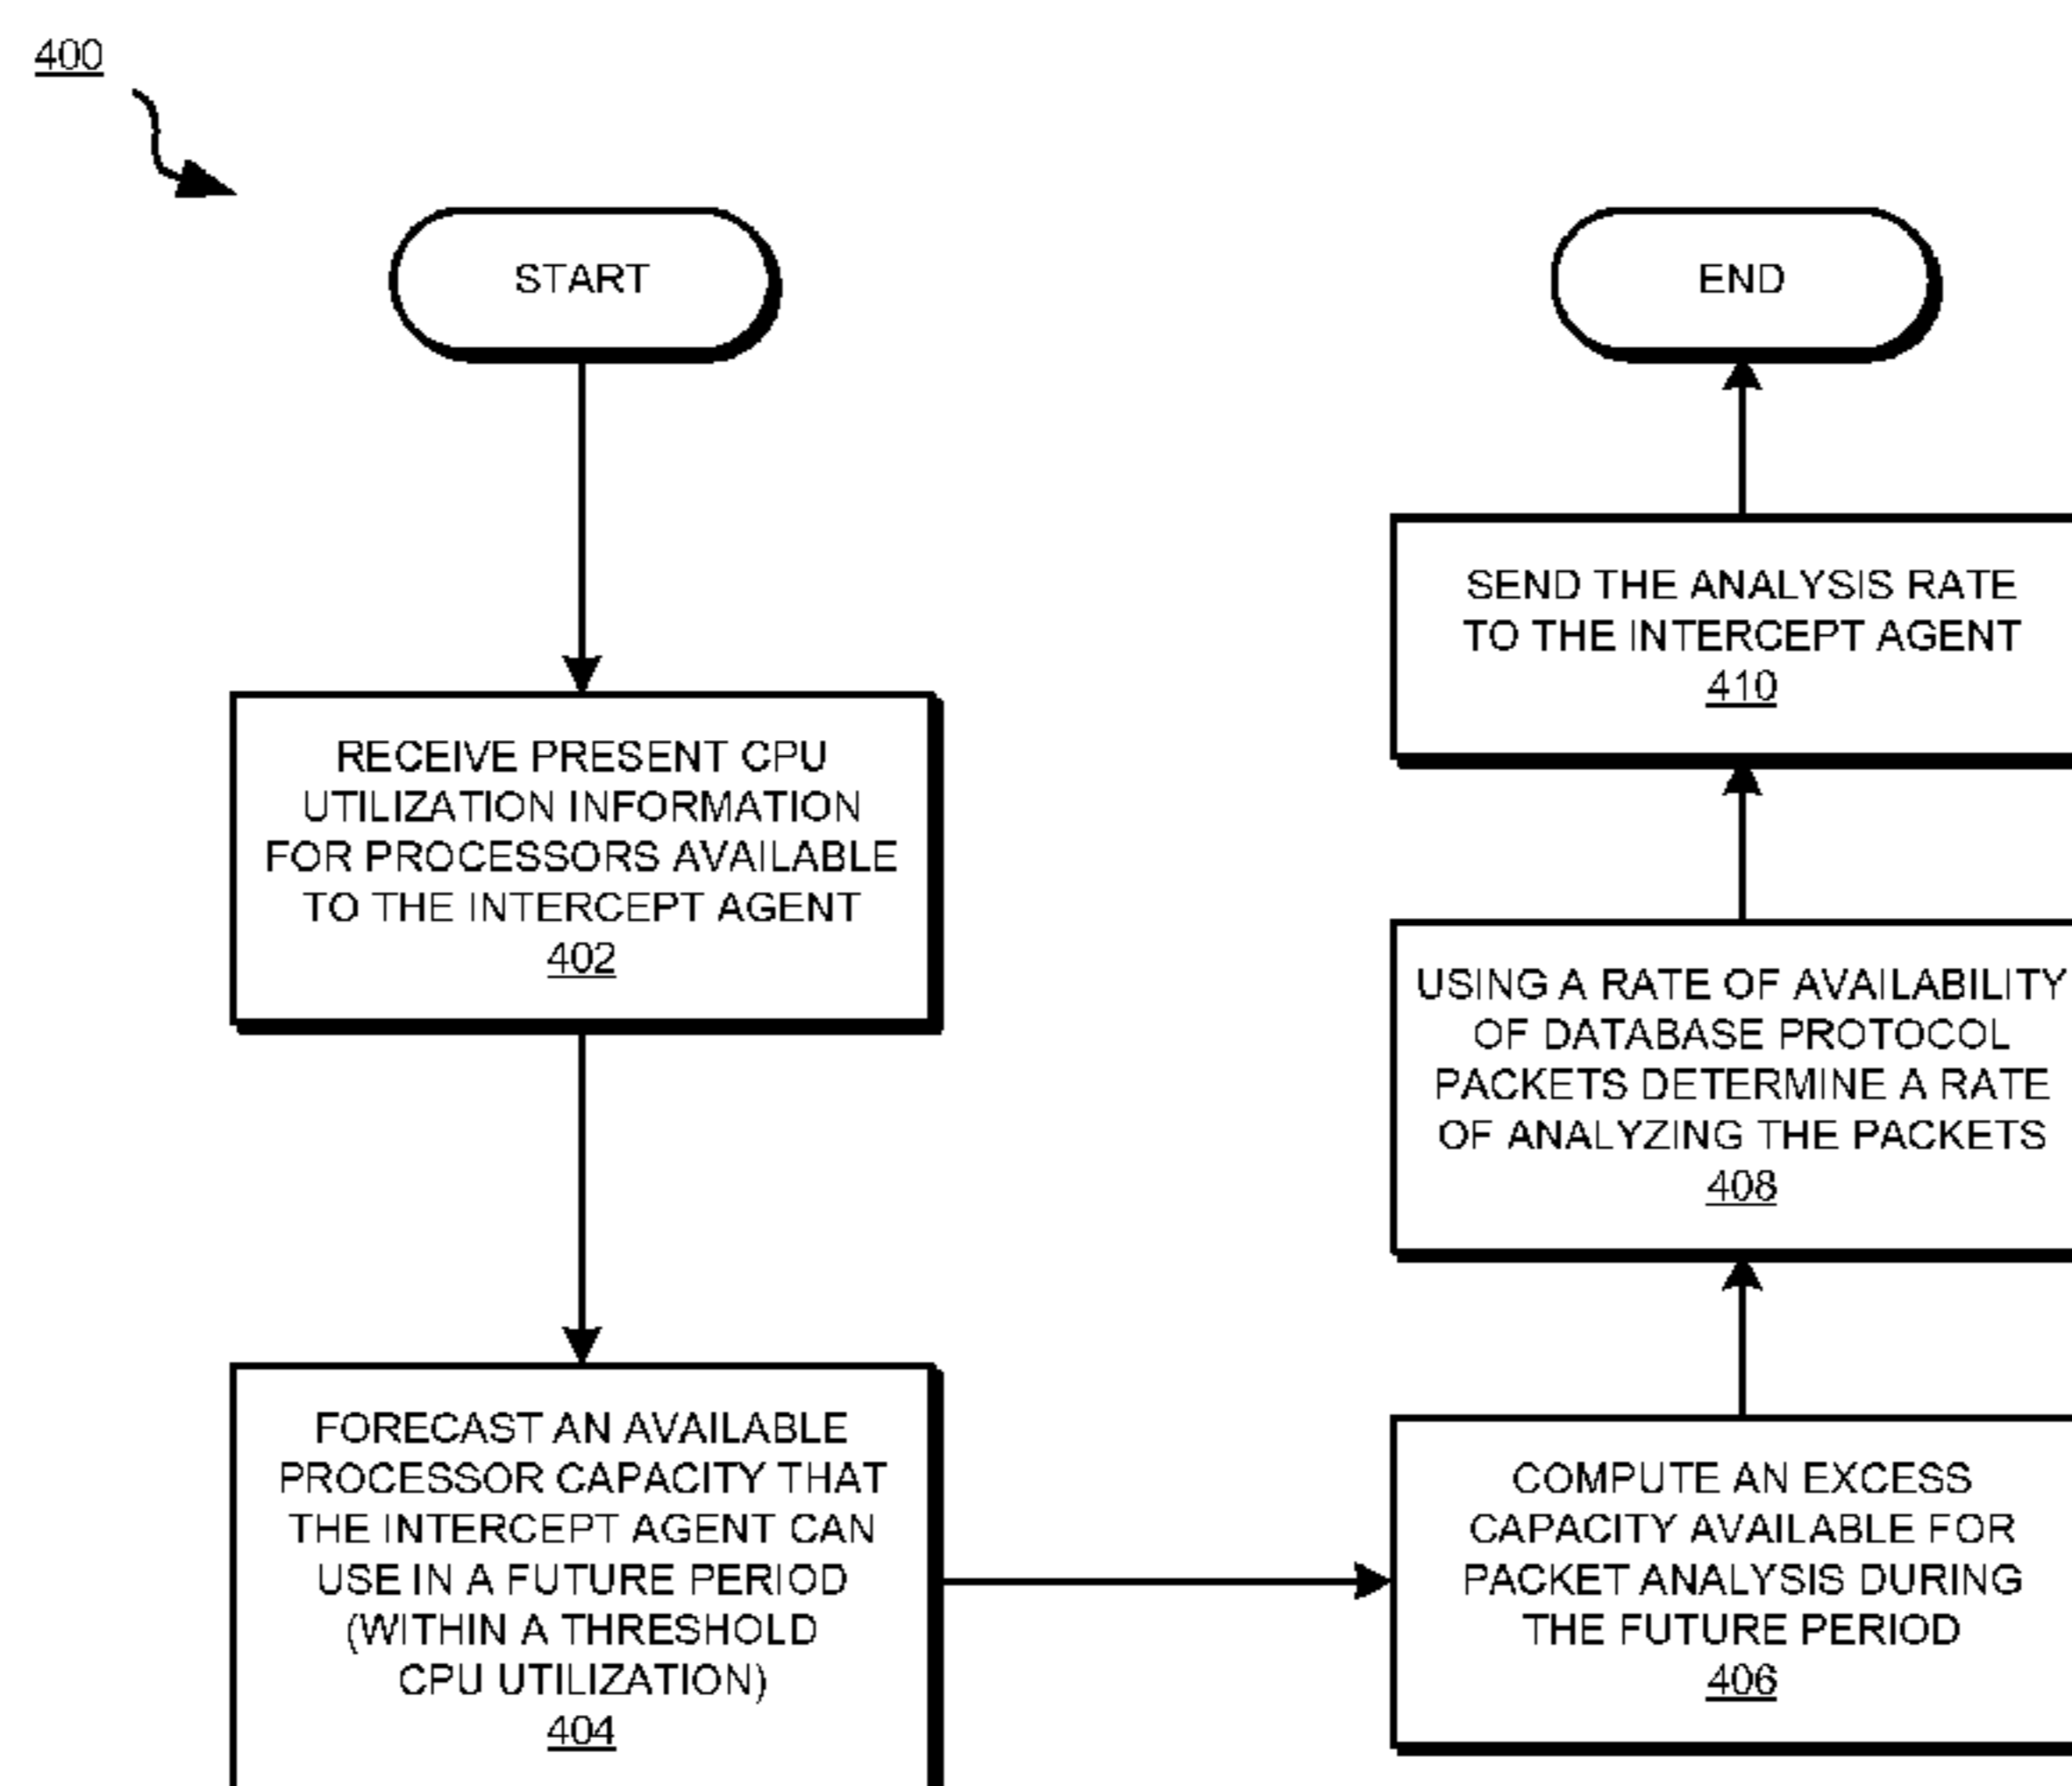 400
START
RECEIVE PRESENT CPU
UTILIZATION INFORMATION
FOR PROCESSORS AVAILABLE
TO THE INTERCEPT AGENT
402
FORECAST AN AVAILABLE
PROCESSOR CAPACITY THAT
THE INTERCEPT AGENT CAN
USE IN A FUTURE PERIOD
(WITHIN A THRESHOLD
CPU UTILIZATION)
404
COMPUTE AN EXCESS
CAPACITY AVAILABLE FOR
PACKET ANALYSIS DURING
THE FUTURE PERIOD
406
USING A RATE OF AVAILABILITY
OF DATABASE PROTOCOL
PACKETS DETERMINE A RATE
OF ANALYZING THE PACKETS
408
SEND THE ANALYSIS RATE
TO THE INTERCEPT AGENT
410
END